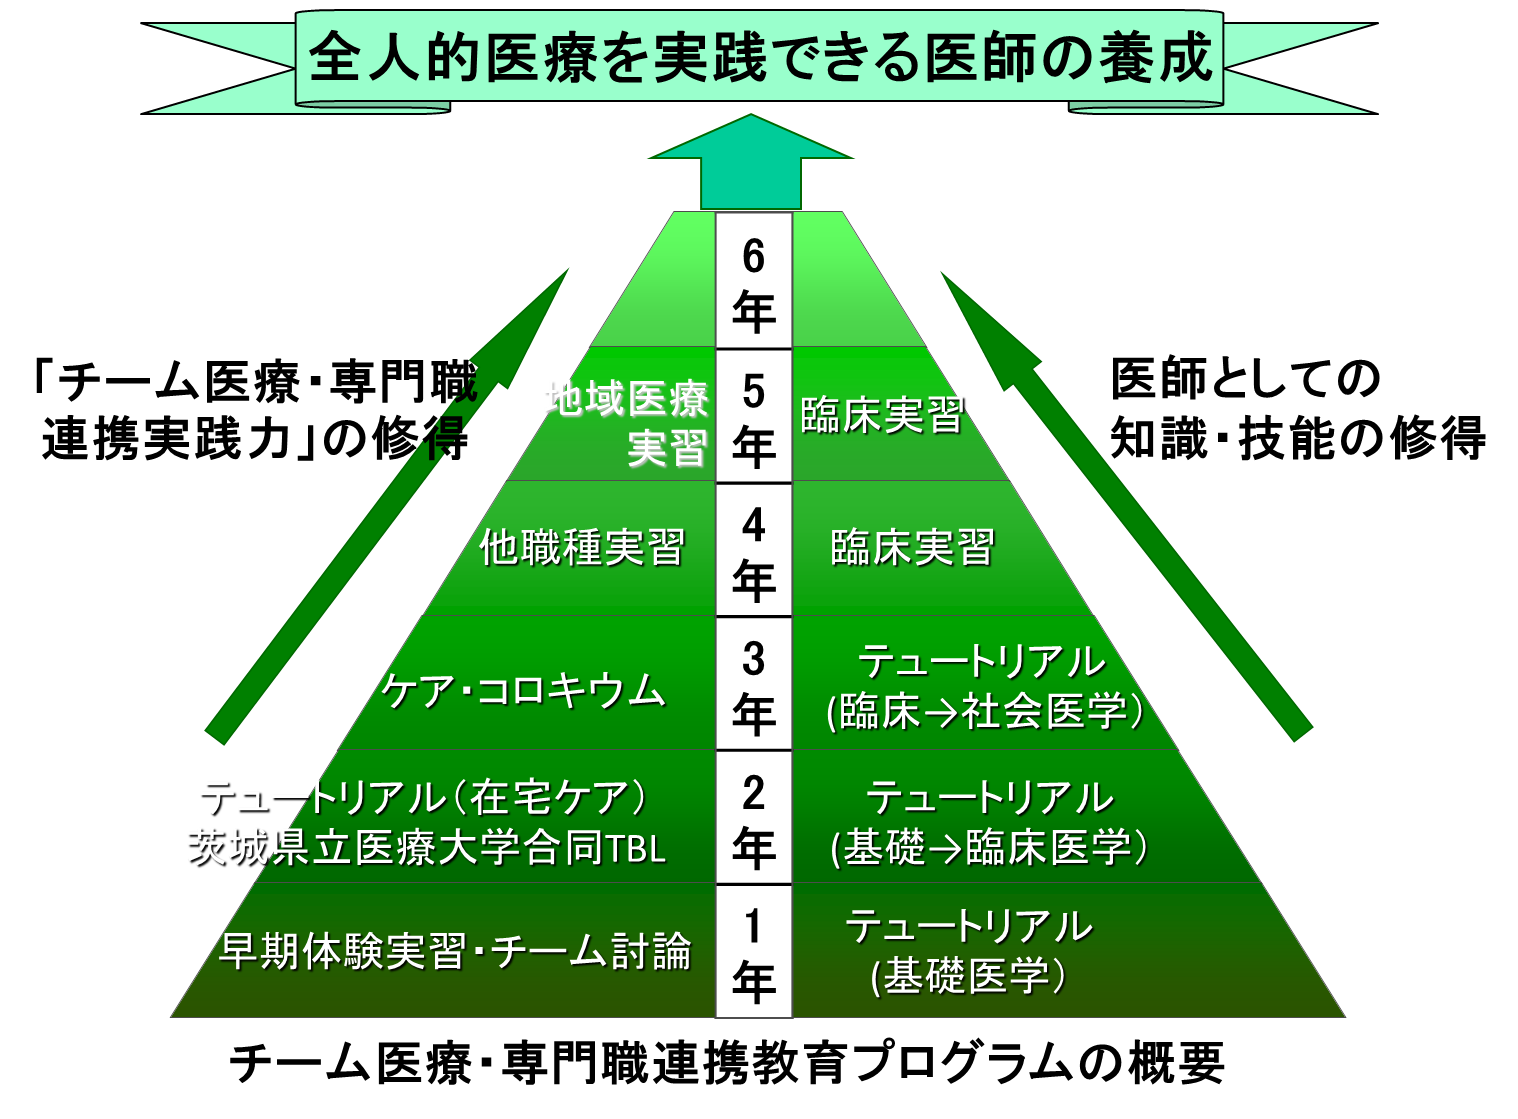 全人的医療を実践できる医師の養成
6
年
「チーム医療・専門職
連携実践力」の修得
医師としての
知識・技能の修得
地域医療
実習
5
年
臨床実習
他職種実習
4
年
臨床実習
ケア・コロキウム
3
年
テュートリアル
(臨床→社会医学）
テュートリアル（在宅ケア）
茨城県立医療大学合同TBL
2
年
テュートリアル
(基礎→臨床医学）
早期体験実習・チーム討論
1
年
テュートリアル
(基礎医学）
チーム医療・専門職連携教育プログラムの概要